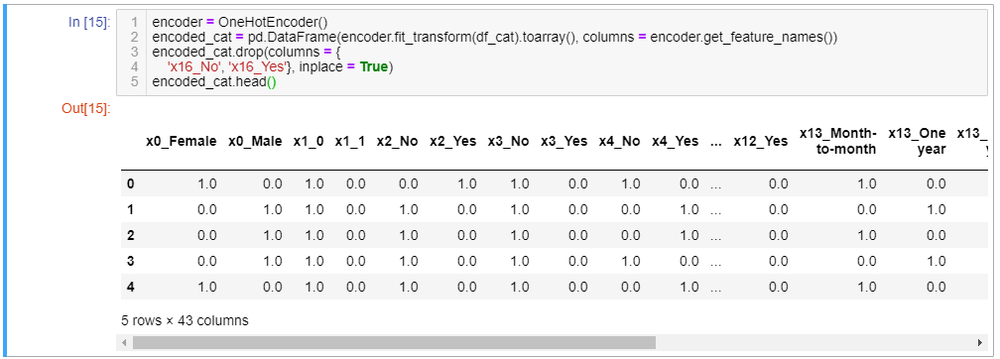 In [15]:
1 encoder = OneHotEncoder()
2 encoded_cat = pd.DataFrame(encoder.fit_transform(df_cat).toarray(), columns = encoder.get_feature_names())
3 encoded_cat.drop(columns = {
4 'x16_No', 'x16_Yes'}, inplace = True)
5 encoded_cat.head()
Out[15]:
x0_Female x0_Male x1_0 x1_1 x2_No x2_Yes x3_No x3_Yes x4_No x4_Yes ... x12_Yes x13_Month-to-month x13_One year x13_
0 1.0 0.0 1.0 0.0 0.0 1.0 1.0 0.0 1.0 0.0 ... 0.0 1.0 0.0
1 0.0 1.0 1.0 0.0 1.0 0.0 1.0 0.0 0.0 1.0 ... 0.0 0.0 1.0
2 0.0 1.0 1.0 0.0 1.0 0.0 1.0 0.0 0.0 1.0 ... 0.0 1.0 0.0
3 0.0 1.0 1.0 0.0 1.0 0.0 1.0 0.0 1.0 0.0 ... 0.0 0.0 1.0
4 1.0 0.0 1.0 0.0 1.0 0.0 1.0 0.0 0.0 1.0 ... 0.0 1.0 0.0
5 rows × 43 columns